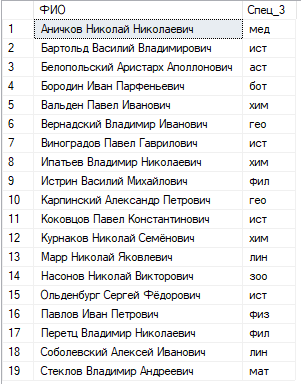 ФИО Спец_3
1 Аничков Николай Николаевич мед
2 Бартольд Василий Владимирович ист
3 Белопольский Аристарх Аполлонович аст
4 Бородин Иван Парфеньевич бот
5 Вальден Павел Иванович хим
6 Вернадский Владимир Иванович гео
7 Виноградов Павел Гаврилович ист
8 Ипатьев Владимир Николаевич хим
9 Истрин Василий Михайлович фил
10 Карпинский Александр Петрович гео
11 Коковцов Павел Константинович ист
12 Курнаков Николай Семёнович хим
13 Марр Николай Яковлевич лин
14 Насонов Николай Викторович зоо
15 Ольденбург Сергей Фёдорович ист
16 Павлов Иван Петрович физ
17 Перетц Владимир Николаевич фил
18 Соболевский Алексей Иванович лин
19 Стеклов Владимир Андреевич мат